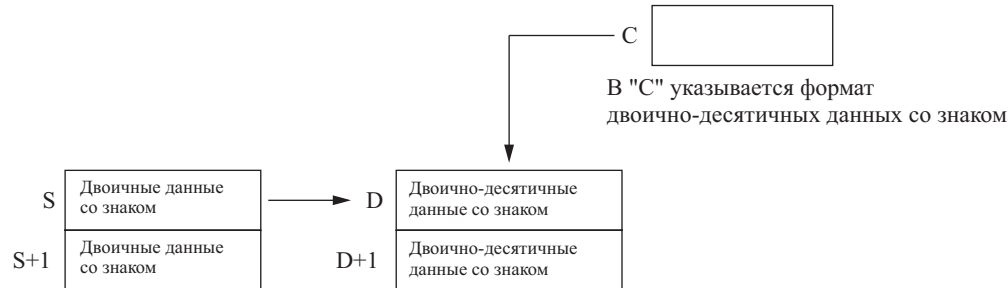 C
В "С" указывается формат
двоично-десятичных данных со знаком
S
Двоичные данные
со знаком
D
Двоично-десятичные
данные со знаком
S+1
Двоичные данные
со знаком
D+1
Двоично-десятичные
данные со знаком